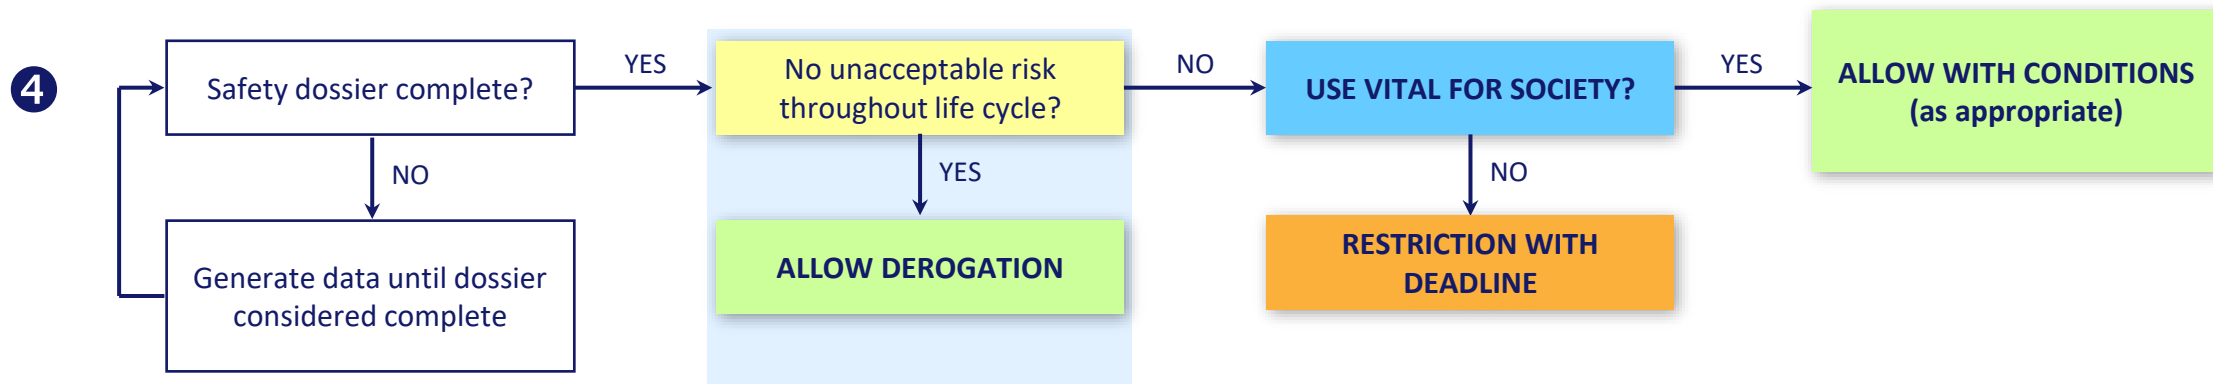 4
Safety dossier complete?
YES
No unacceptable risk
throughout life cycle?
NO
USE VITAL FOR SOCIETY?
YES
ALLOW WITH CONDITIONS
(as appropriate)
NO
YES
NO
Generate data until dossier
considered complete
ALLOW DEROGATION
RESTRICTION WITH
DEADLINE